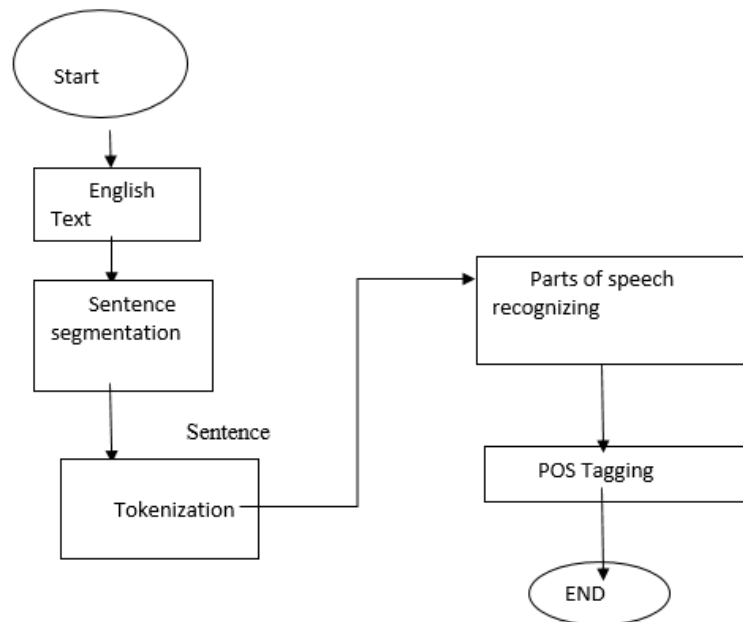 Start
English
Text
Sentence
segmentation
Sentence
Tokenization
Parts of speech
recognizing
POS Tagging
END